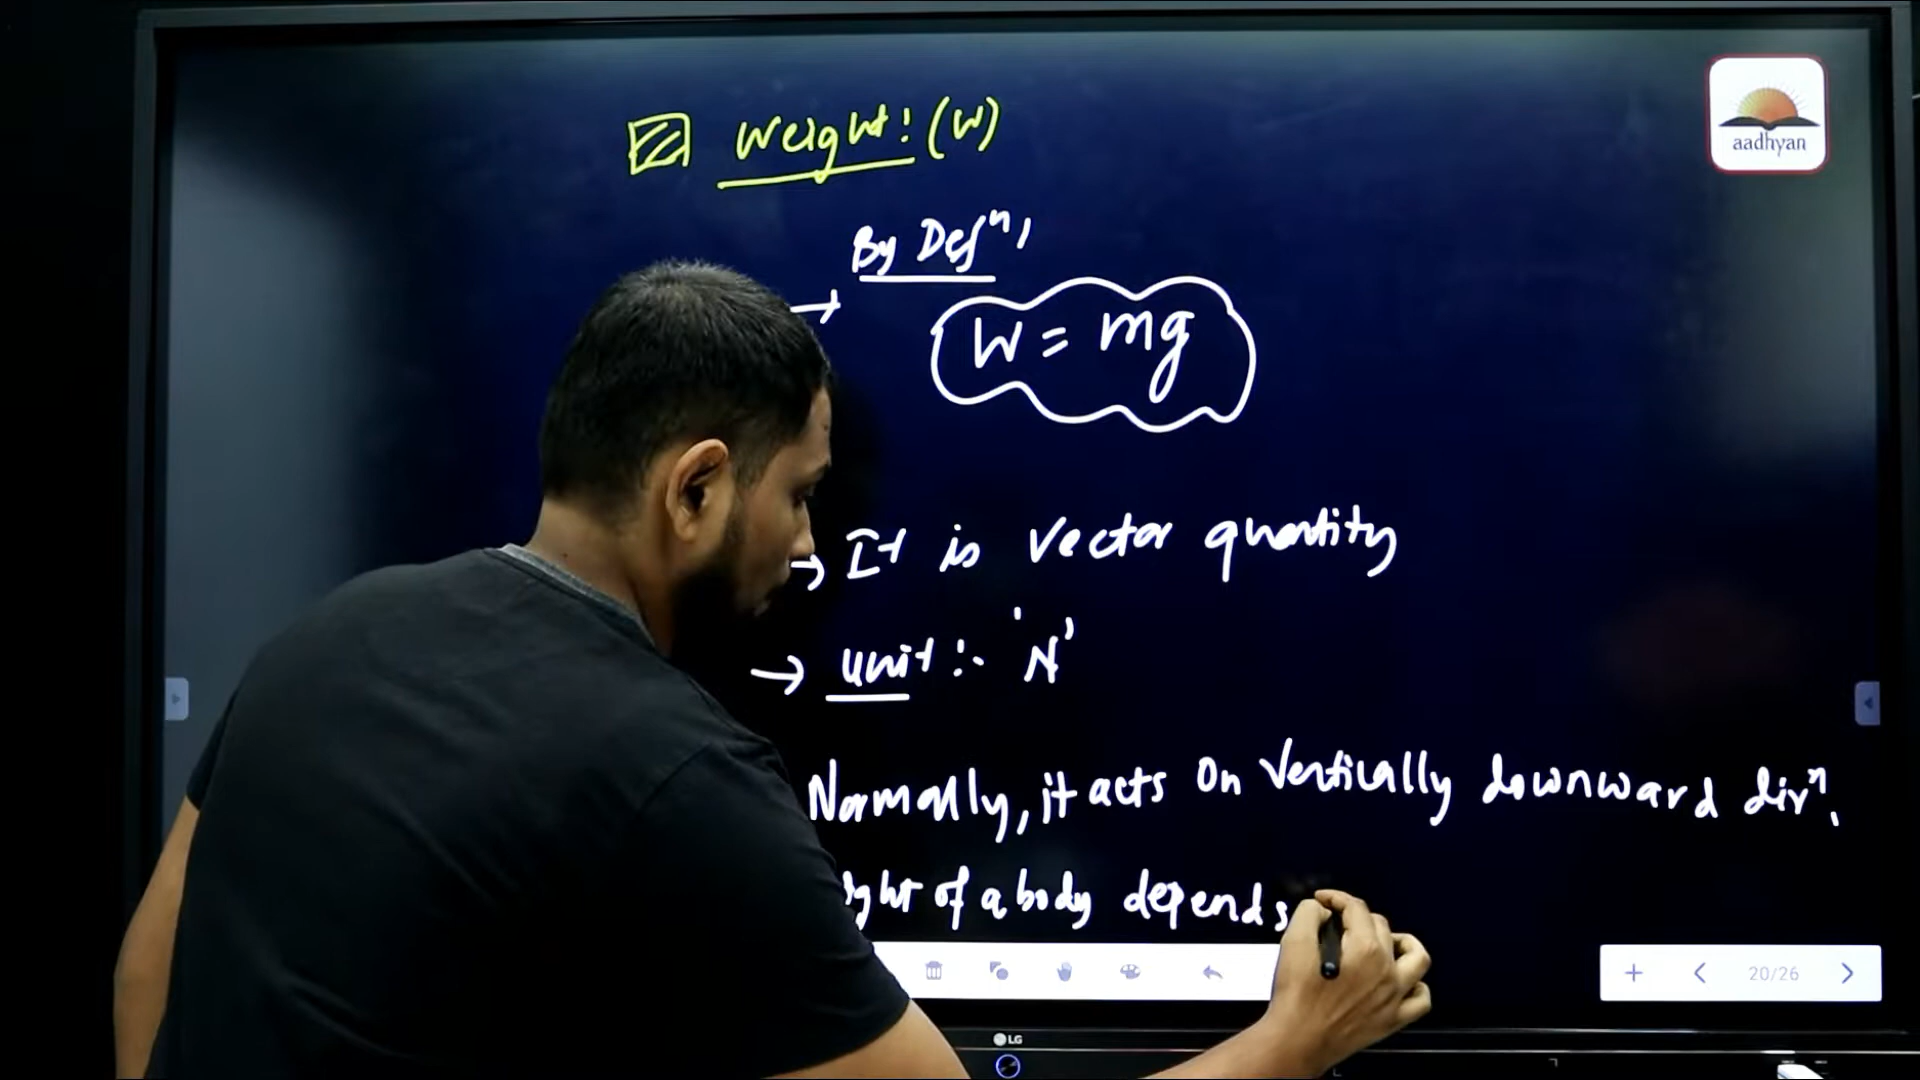 Weight: (W)
aadhyan
By Defⁿ,
→
W = mg
→ It is vector quantity
→ unit :- 'N'
Normally, it acts on vertically downward dirⁿ.
of a body depends
20/26
LG